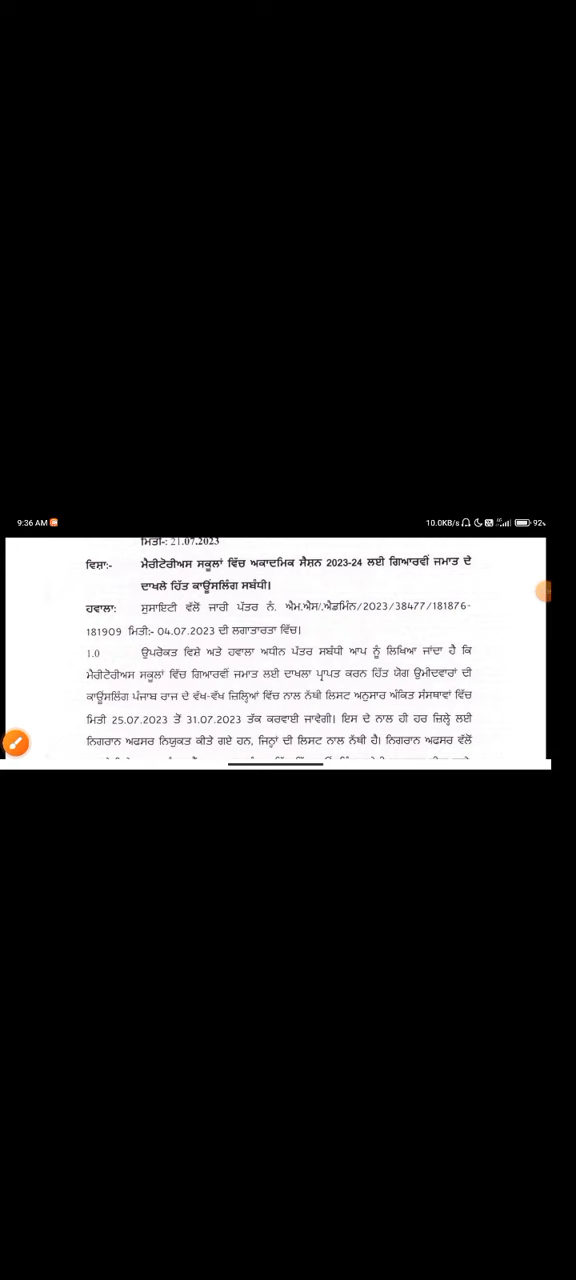 9:36 AM 10.0KB/s 92%
ਮਿਤੀ-: 21.07.2023
ਵਿਸ਼ਾ:- ਮੈਰੀਟੋਰੀਅਸ ਸਕੂਲਾਂ ਵਿੱਚ ਅਕਾਦਮਿਕ ਸੈਸ਼ਨ 2023-24 ਲਈ ਗਿਆਰਵੀਂ ਜਮਾਤ ਦੇ
ਦਾਖਲੇ ਹਿੱਤ ਕਾਊਂਸਲਿੰਗ ਸਬੰਧੀ।
ਹਵਾਲਾ: ਸੁਸਾਇਟੀ ਵੱਲੋਂ ਜਾਰੀ ਪੱਤਰ ਨੰ. ਐਮ.ਐਸ/.ਐਡਮਿੰਨ/2023/38477/181876-
181909 ਮਿਤੀ:- 04.07.2023 ਦੀ ਲਗਾਤਾਰਤਾ ਵਿੱਚ।
1.0 ਉਪਰੋਕਤ ਵਿਸ਼ੇ ਅਤੇ ਹਵਾਲਾ ਅਧੀਨ ਪੱਤਰ ਸਬੰਧੀ ਆਪ ਨੂੰ ਲਿਖਿਆ ਜਾਂਦਾ ਹੈ ਕਿ
ਮੈਰੀਟੋਰੀਅਸ ਸਕੂਲਾਂ ਵਿੱਚ ਗਿਆਰਵੀਂ ਜਮਾਤ ਲਈ ਦਾਖਲਾ ਪ੍ਰਾਪਤ ਕਰਨ ਹਿੱਤ ਯੋਗ ਉਮੀਦਵਾਰਾਂ ਦੀ
ਕਾਊਂਸਲਿੰਗ ਪੰਜਾਬ ਰਾਜ ਦੇ ਵੱਖ-ਵੱਖ ਜ਼ਿਲ੍ਹਿਆਂ ਵਿੱਚ ਨਾਲ ਨੱਥੀ ਲਿਸਟ ਅਨੁਸਾਰ ਅੰਕਿਤ ਸੰਸਥਾਵਾਂ ਵਿੱਚ
ਮਿਤੀ 25.07.2023 ਤੋਂ 31.07.2023 ਤੱਕ ਕਰਵਾਈ ਜਾਵੇਗੀ। ਇਸ ਦੇ ਨਾਲ ਹੀ ਹਰ ਜ਼ਿਲ੍ਹੇ ਲਈ
ਨਿਗਰਾਨ ਅਫਸਰ ਨਿਯੁਕਤ ਕੀਤੇ ਗਏ ਹਨ, ਜਿਨ੍ਹਾਂ ਦੀ ਲਿਸਟ ਨਾਲ ਨੱਥੀ ਹੈ। ਨਿਗਰਾਨ ਅਫਸਰ ਵੱਲੋਂ